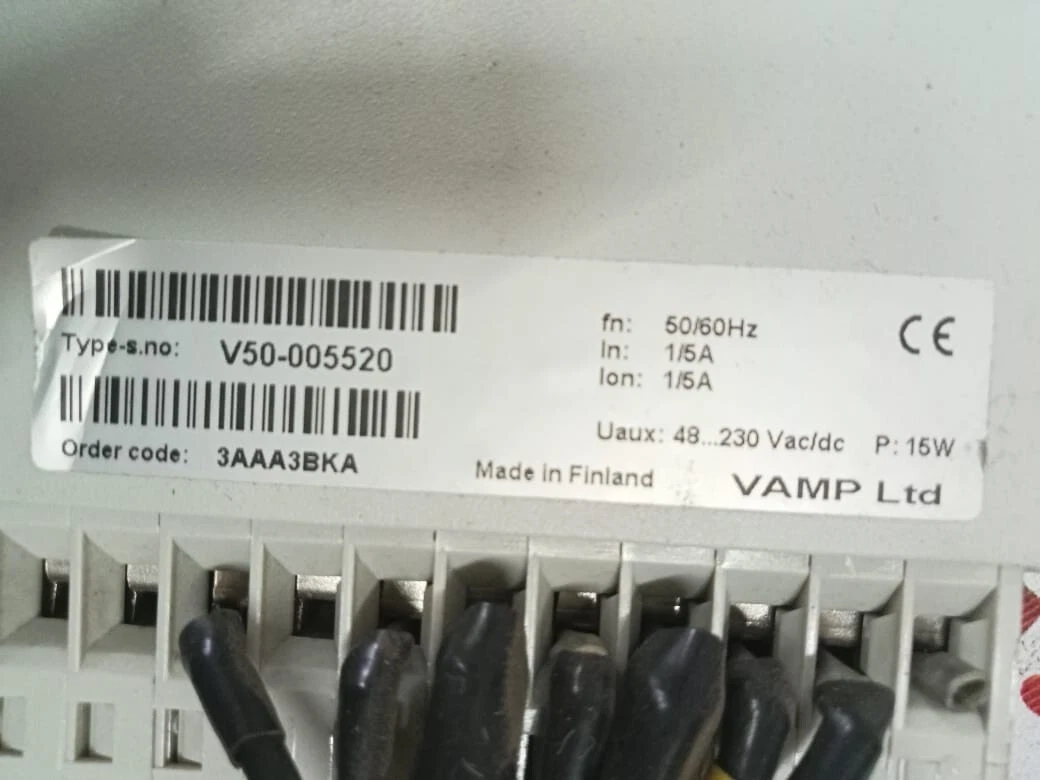 Type-s.no: V50-005520
Order code: 3AAA3BKA
fn: 50/60Hz
In: 1/5A
Ion: 1/5A
Uaux: 48...230 Vac/dc P: 15W
Made in Finland VAMP Ltd
CE